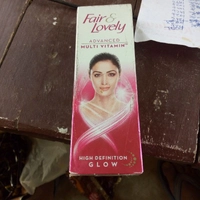 Fair &
Lovely
ADVANCED
MULTI VITAMIN
HIGH DEFINITION
GLOW